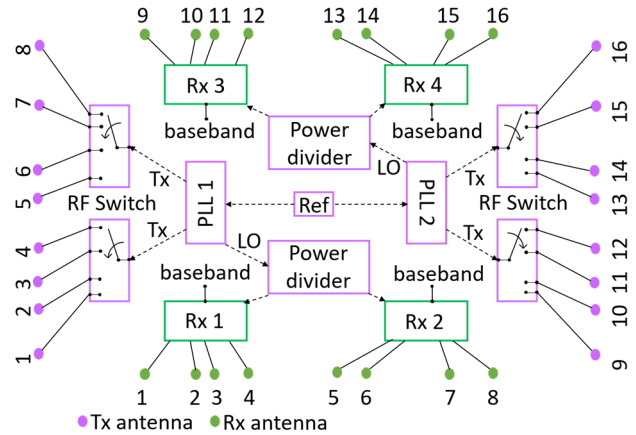 9 10 11 12 13 14 15 16
8
7
6
5
4
3
2
1
Rx 3
Rx 4
baseband
baseband
Power
divider
RF Switch
RF Switch
Tx
Tx
LO
PLL 1
Ref
PLL 2
Tx
Tx
LO
Power
divider
baseband
baseband
Rx 1
Rx 2
16
15
14
13
12
11
10
9
1 2 3 4 5 6 7 8
Tx antenna Rx antenna